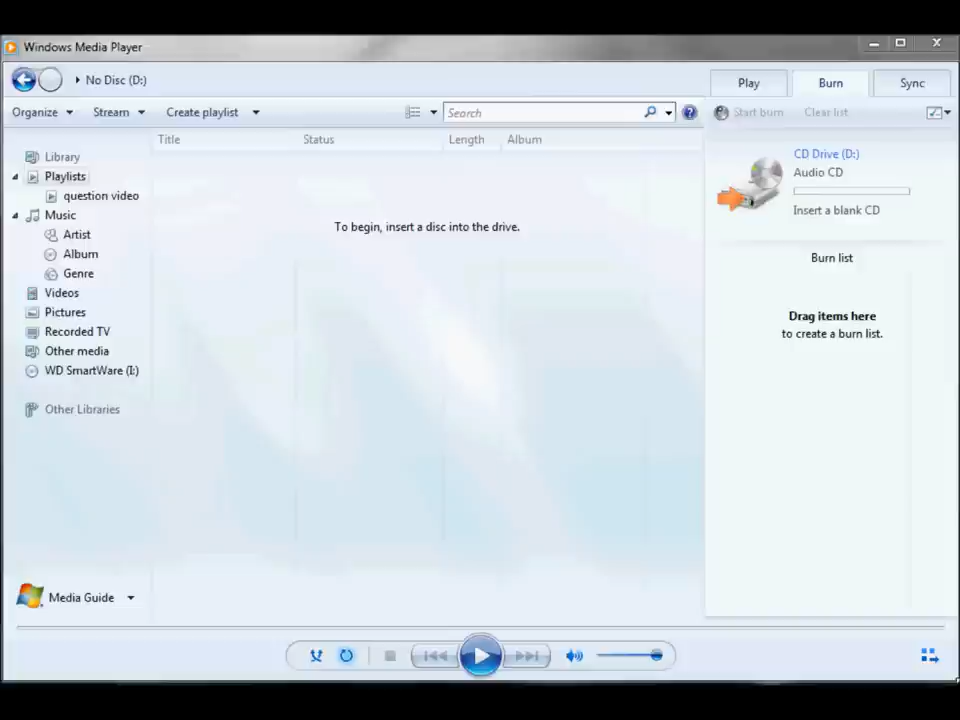 Windows Media Player
No Disc (D:)
Play
Burn
Sync
Organize
Stream
Create playlist
Search
Start burn
Clear list
Title
Status
Length
Album
Library
Playlists
question video
Music
Artist
Album
Genre
Videos
Pictures
Recorded TV
Other media
WD SmartWare (I:)
Other Libraries
To begin, insert a disc into the drive.
CD Drive (D:)
Audio CD
Insert a blank CD
Burn list
Drag items here
to create a burn list.
Media Guide